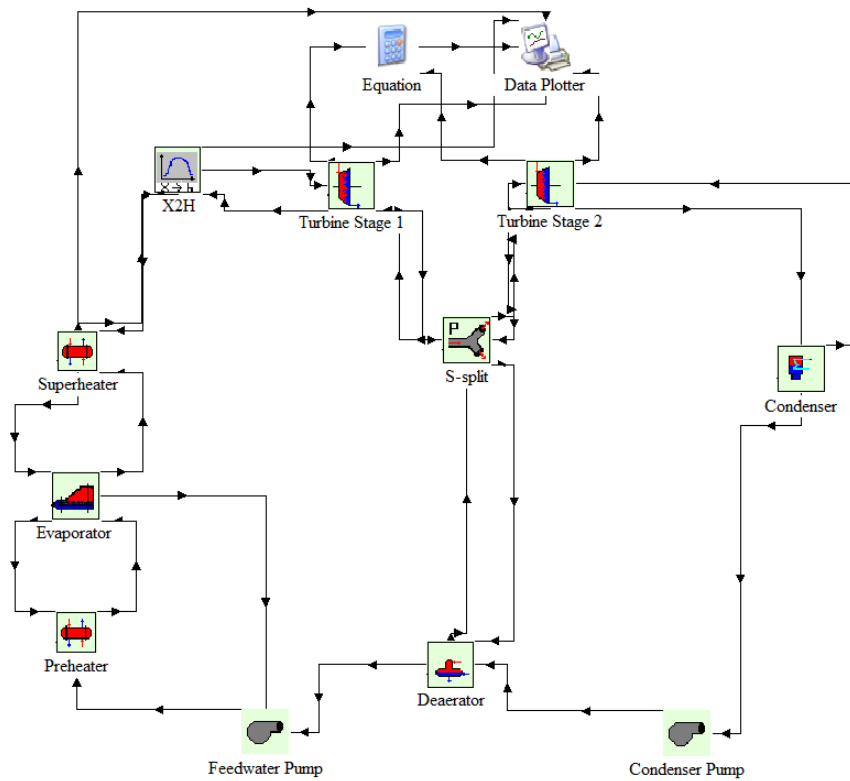 Equation
Data Plotter
X→h
X2H
Turbine Stage 1
Turbine Stage 2
P
S-split
Superheater
Condenser
Evaporator
Preheater
Deaerator
Feedwater Pump
Condenser Pump